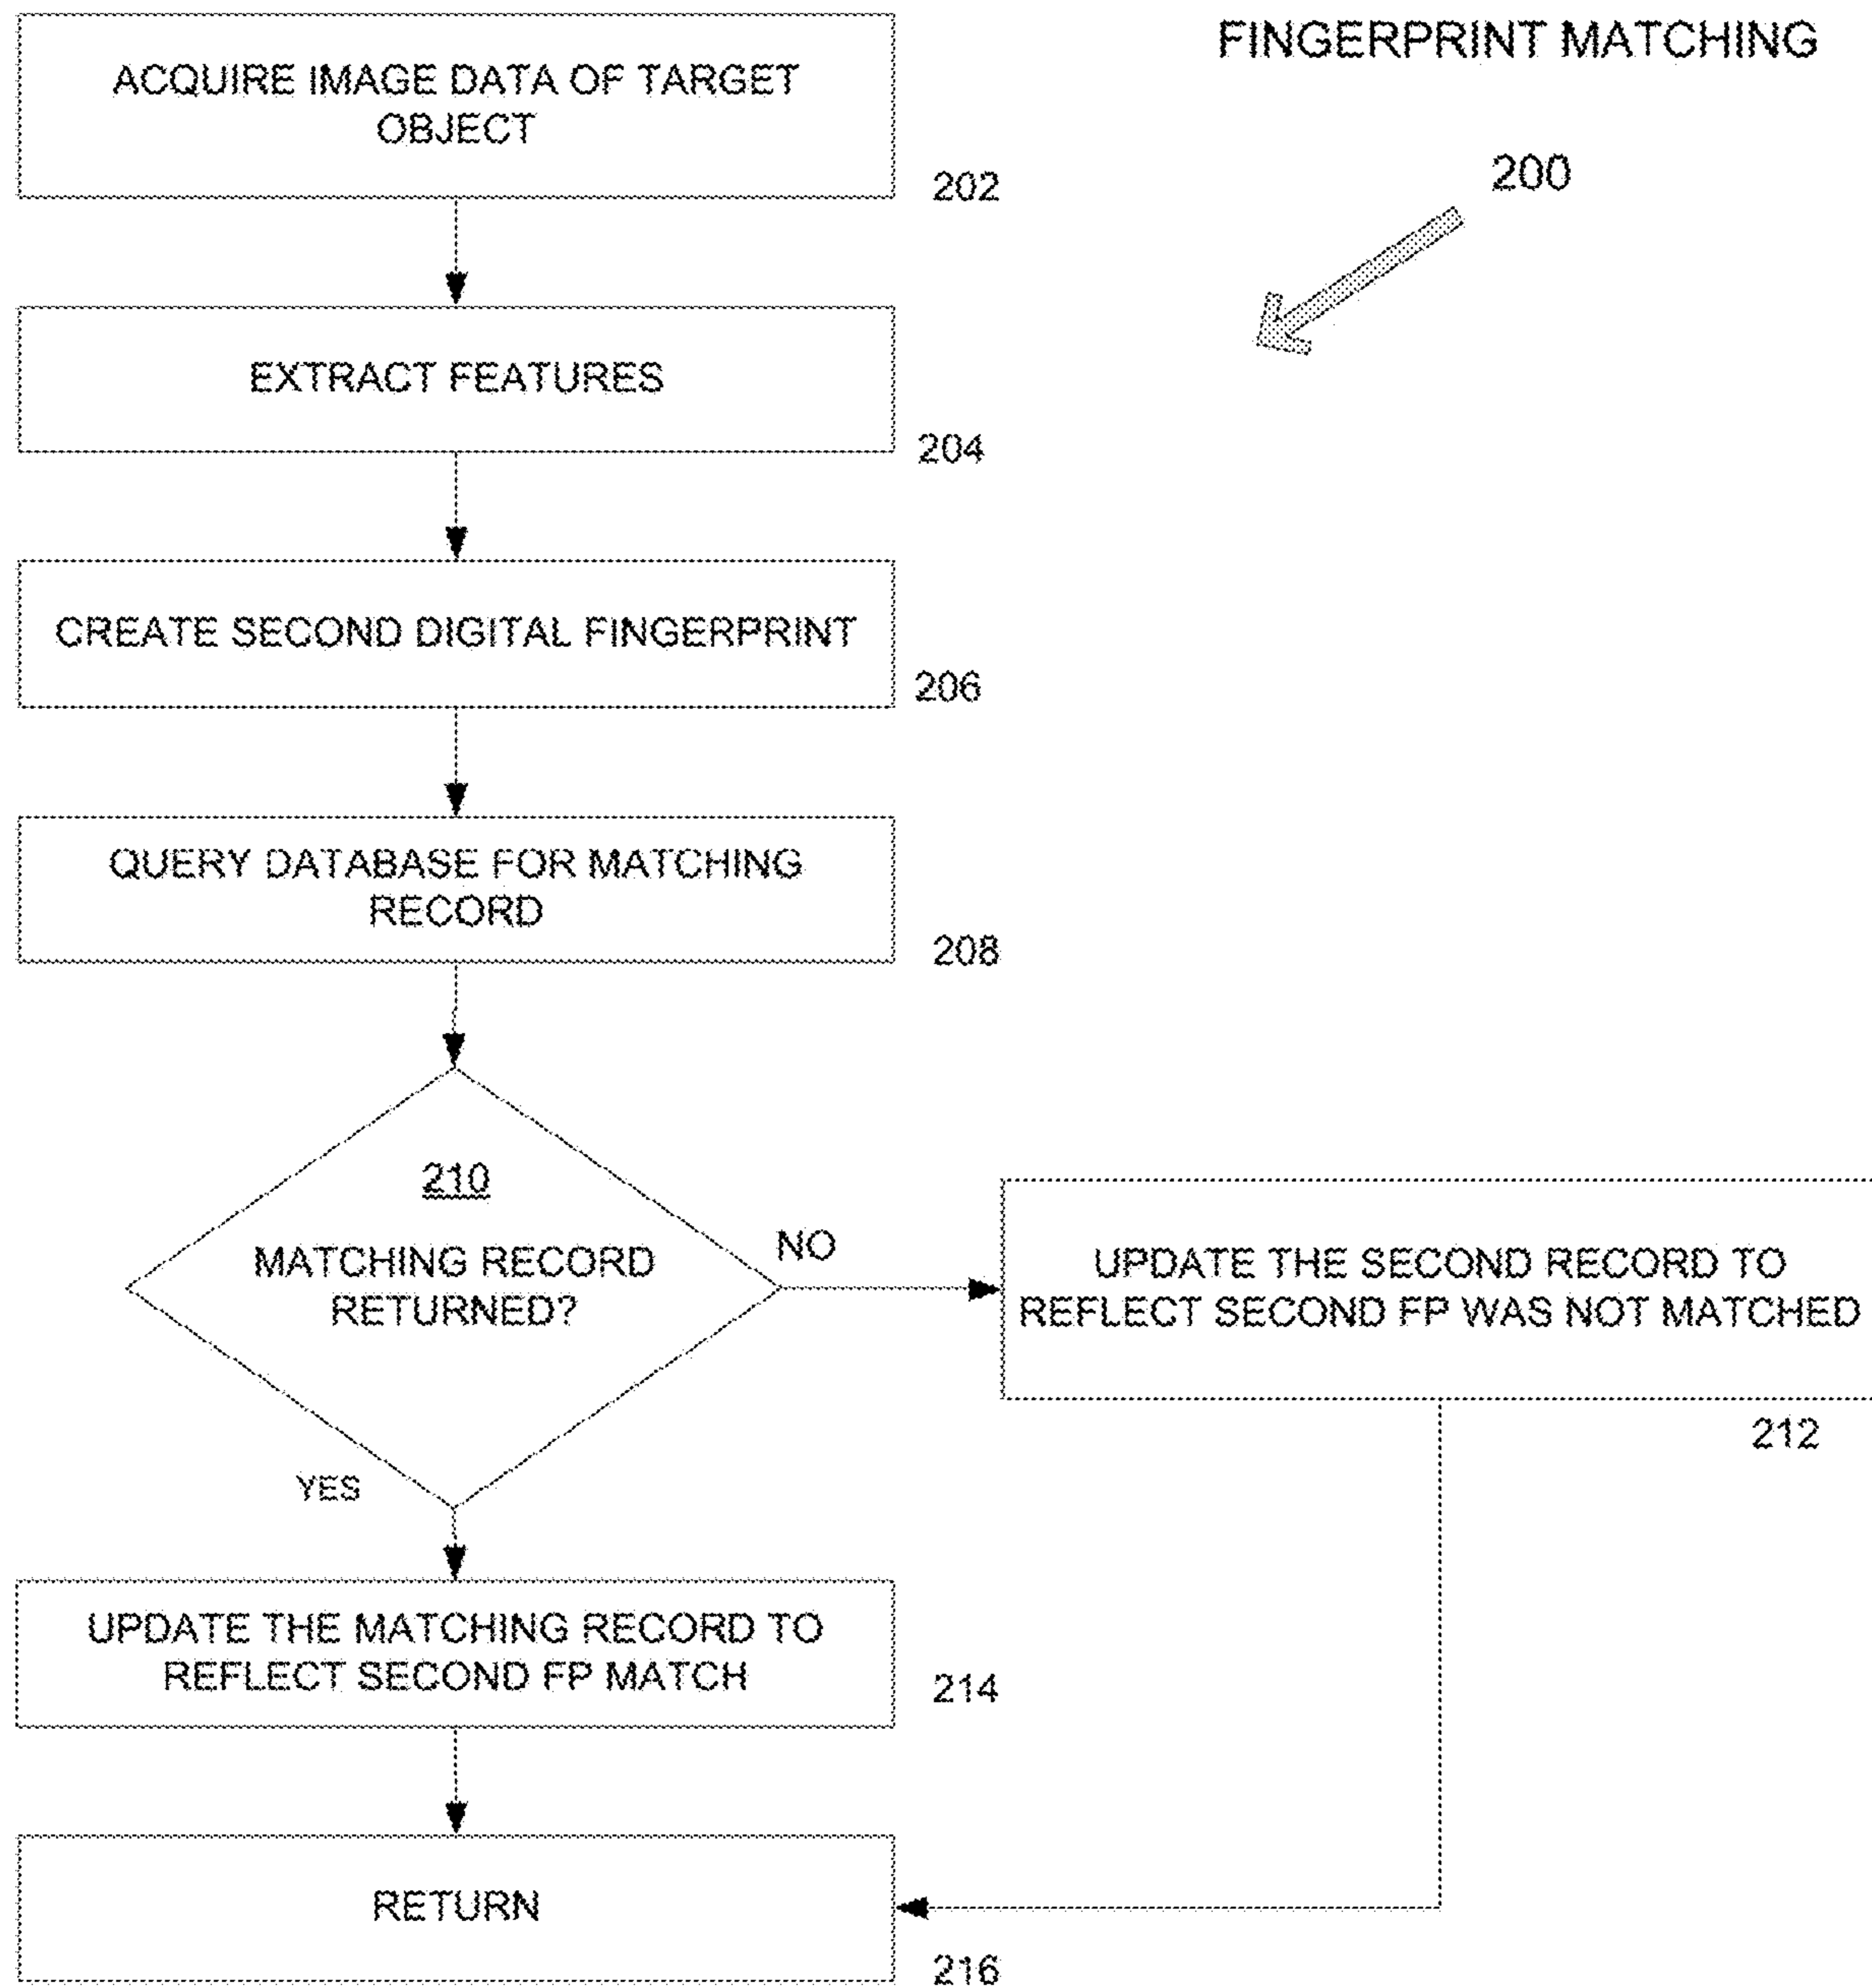 FINGERPRINT MATCHING
200
ACQUIRE IMAGE DATA OF TARGET
OBJECT
202
EXTRACT FEATURES
204
CREATE SECOND DIGITAL FINGERPRINT
206
QUERY DATABASE FOR MATCHING
RECORD
208
210
MATCHING RECORD
RETURNED?
NO
UPDATE THE SECOND RECORD TO
REFLECT SECOND FP WAS NOT MATCHED
212
YES
UPDATE THE MATCHING RECORD TO
REFLECT SECOND FP MATCH
214
RETURN
216